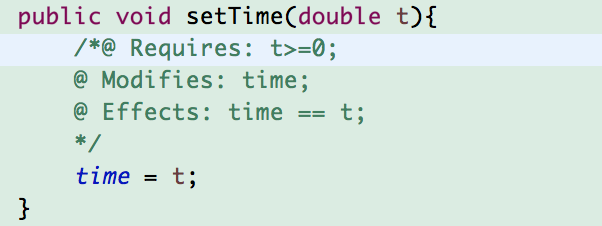 public void setTime(double t){
/*@ Requires: t>=0;
@ Modifies: time;
@ Effects: time == t;
*/
time = t;
}